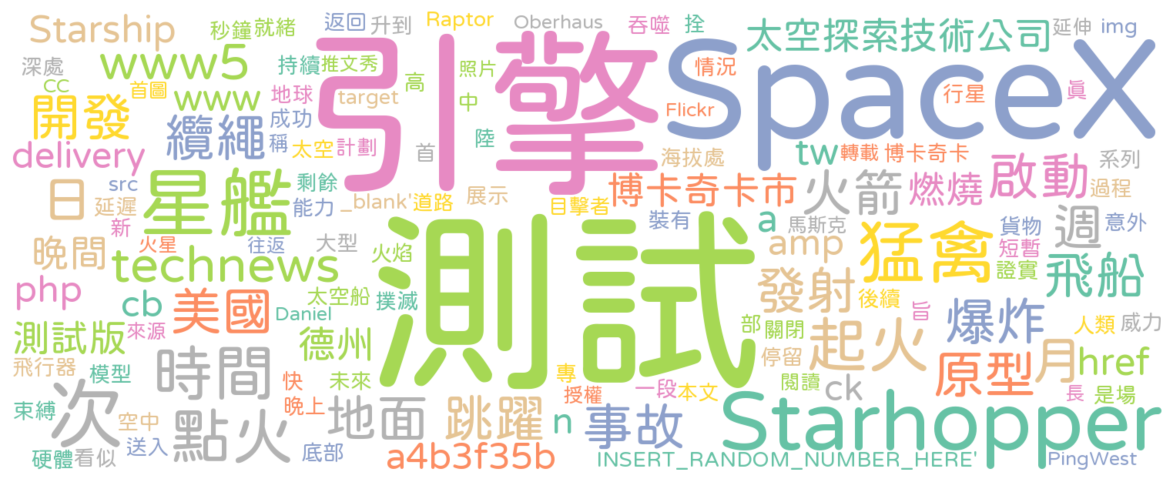 Starship
秒鐘
就緒
返回
升到
Raptor
Oberhaus
吞噬
拴
太空探索技術公司
延伸
img
深處
www5
持續
推文秀
引擎
照片
情況
SpaceX
CC
首圖
www
地球
target
高
中
Flickr
行星
真
開發
纜繩
成功
稱
太空
計劃
首
陸
海拔處
tw
轉載
博卡奇卡
系列
delivery
src
星艦
剩餘
_blank'
道路
展示
目擊者
博卡奇卡市
火箭
燃燒
啟動
過程
日
延遲
新
能力
裝有
a
馬斯克
週
貨物
意外
晚間
火星
往返
大型
火焰
測試
amp
猛禽
短暫
證實
飛船
technews
php
cb
美國
太空船
撲滅
Daniel
發射
後續
旨
爆炸
人類
威力
測試版
來源
德州
部
關閉
起火
飛行器
模型
時間
快
未來
專
停留
閱讀
原型
月
href
束縛
次
空中
點火
晚上
地面
跳躍
授權
一段
本文
ck
長
是場
n
事故
Starhopper
硬體
看似
送入
底部
a4b3f35b
INSERT_RANDOM_NUMBER_HERE'
PingWest